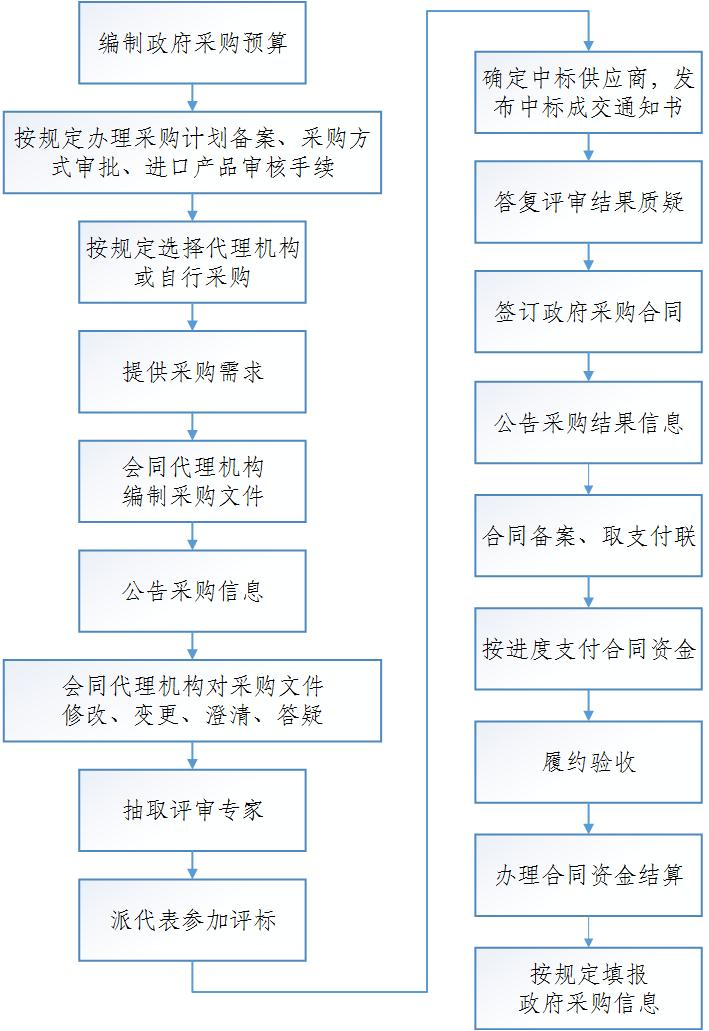 编制政府采购预算
按规定办理采购计划备案、采购方
式审批、进口产品审核手续
按规定选择代理机构
或自行采购
提供采购需求
会同代理机构
编制采购文件
公告采购信息
会同代理机构对采购文件
修改、变更、澄清、答疑
抽取评审专家
派代表参加评标
确定中标供应商，发
布中标成交通知书
答复评审结果质疑
签订政府采购合同
公告采购结果信息
合同备案、取支付联
按进度支付合同资金
履约验收
办理合同资金结算
按规定填报
政府采购信息